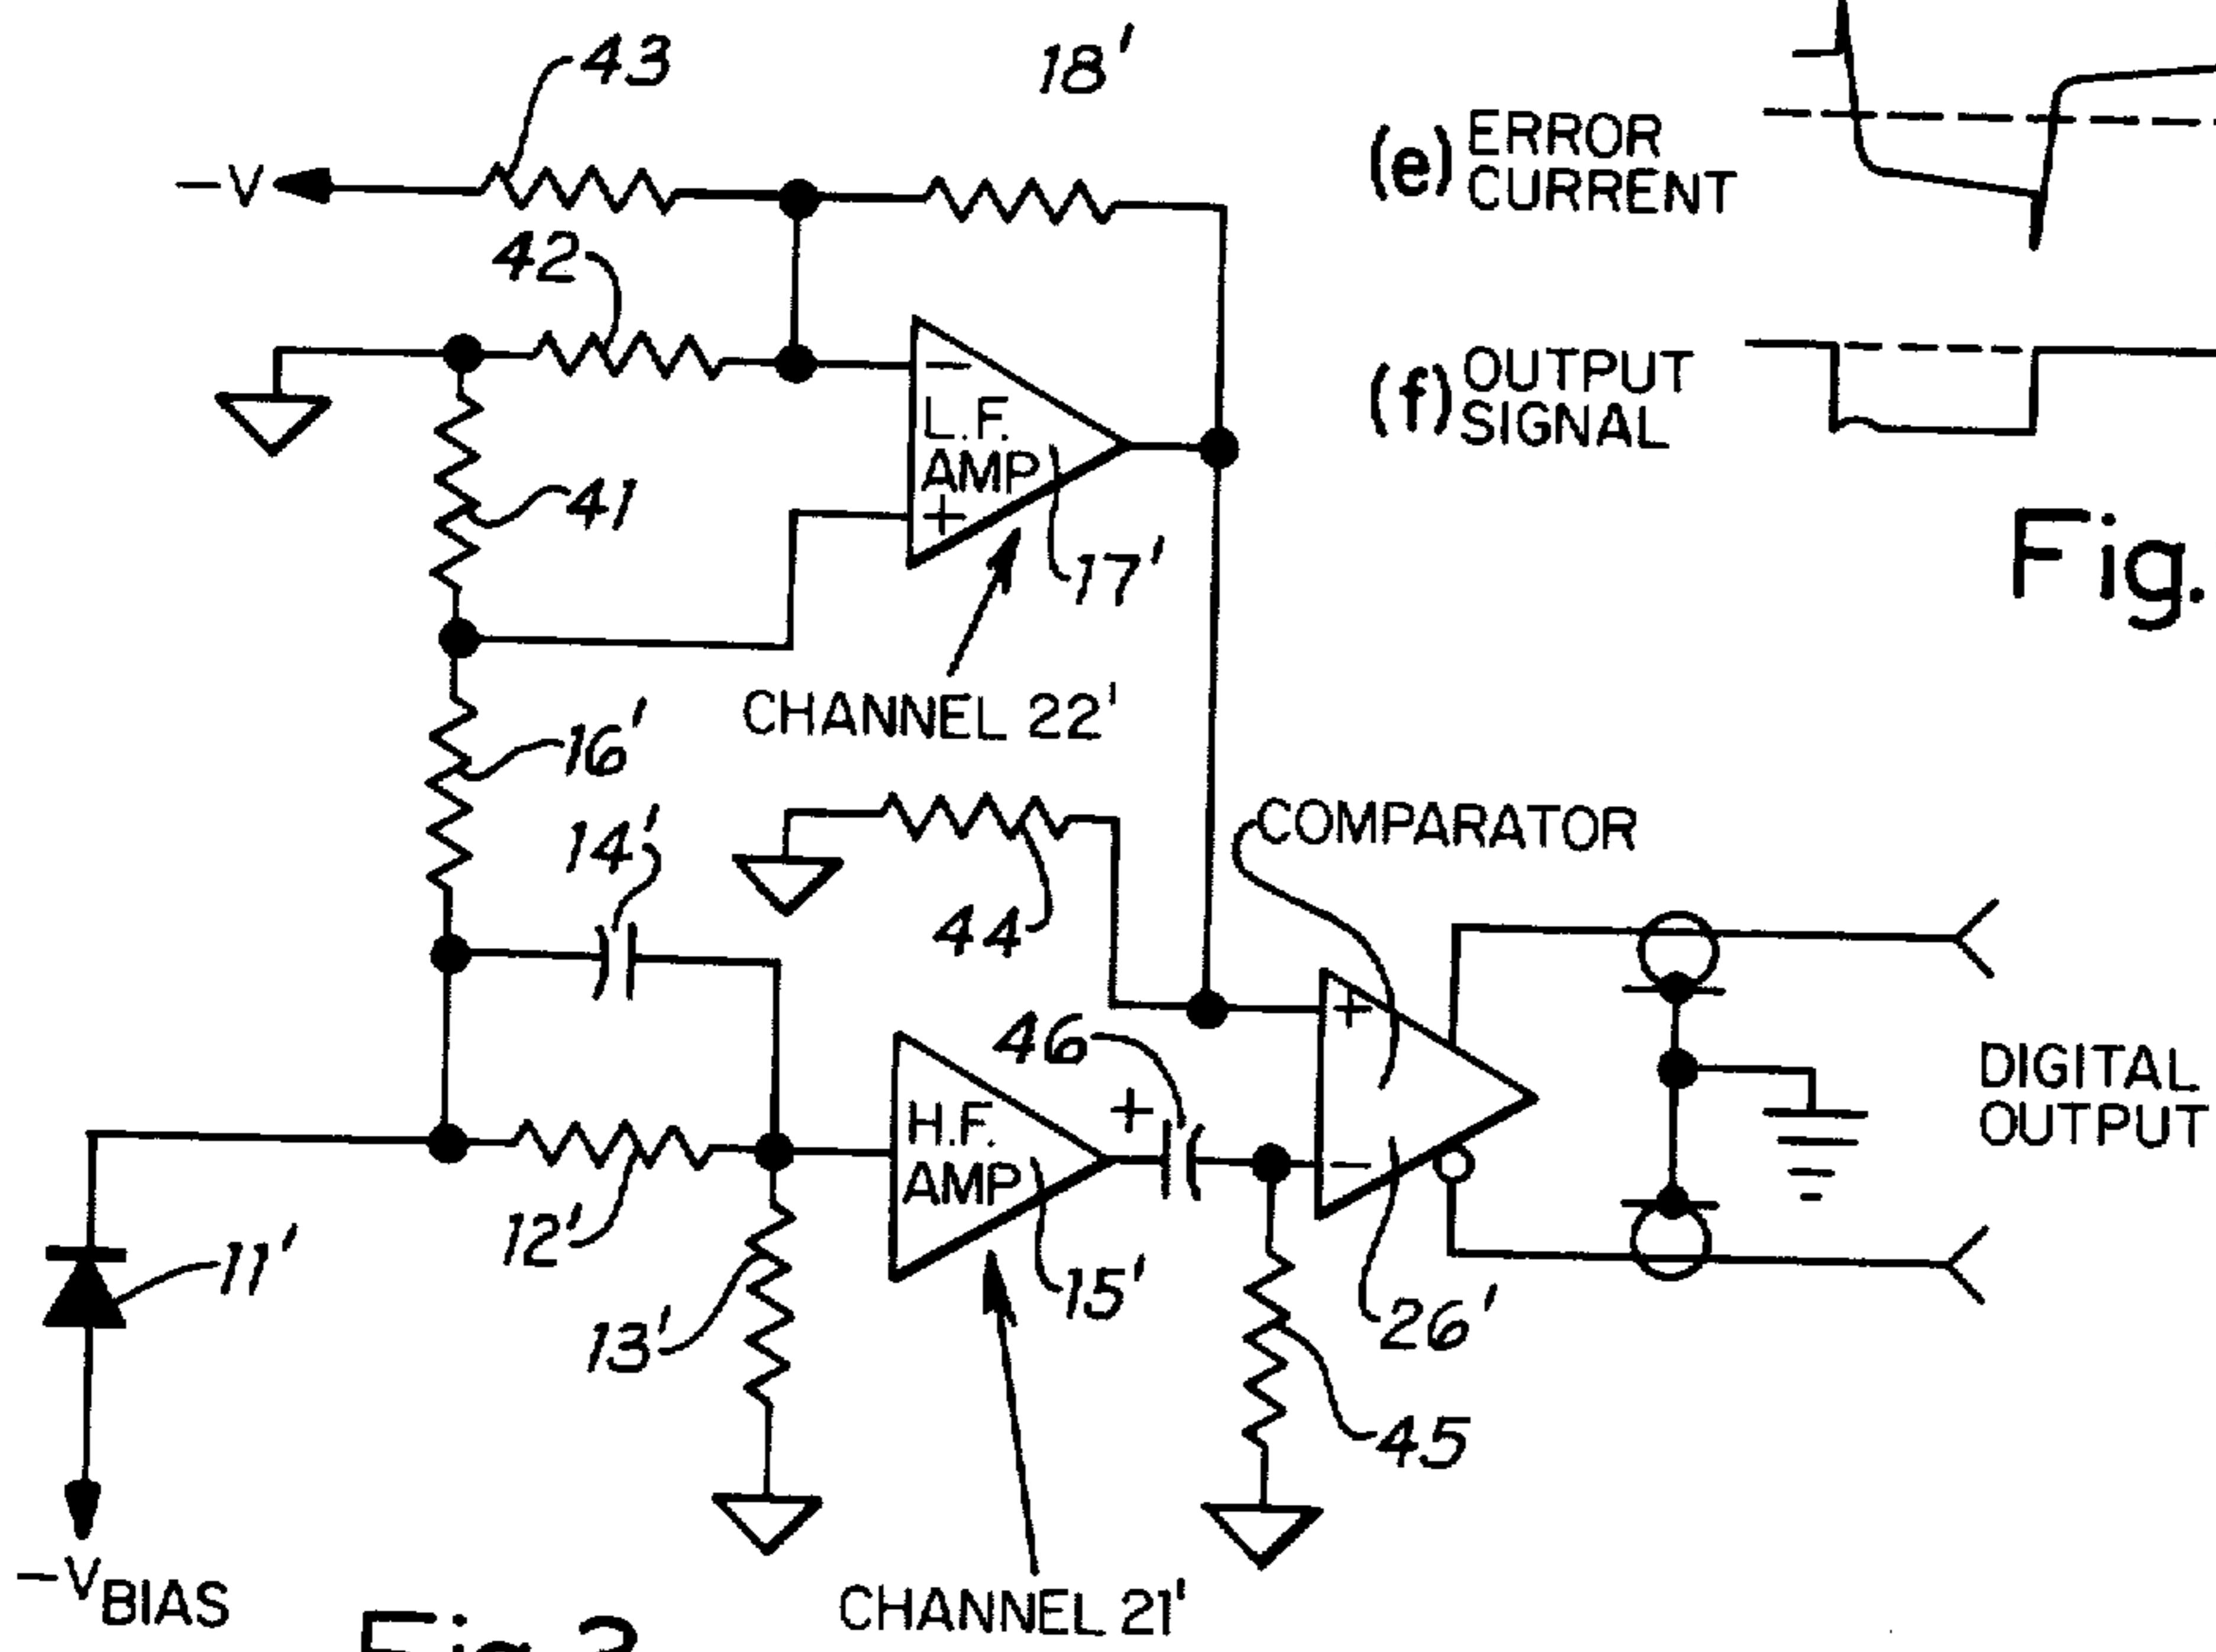 43
18'
-V
42
-
L.F.
AMP
+
17'
41
CHANNEL 22'
16'
14'
44
COMPARATOR
46
+
+
H.F.
AMP
-
12'
15'
26'
11'
13'
45
DIGITAL
OUTPUT
-VBIAS
CHANNEL 21'
(e) ERROR
CURRENT
(f) OUTPUT
SIGNAL
Fig.